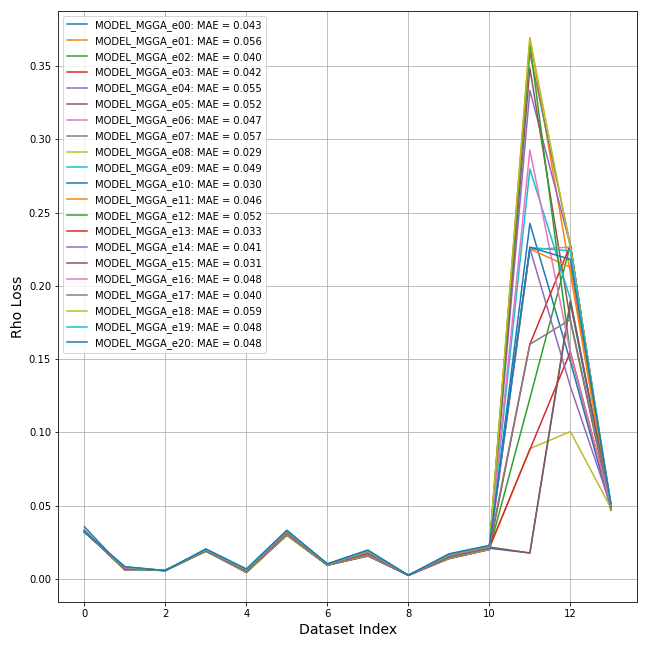 MODEL_MGGA_e00: MAE = 0.043
MODEL_MGGA_e01: MAE = 0.056
MODEL_MGGA_e02: MAE = 0.040
MODEL_MGGA_e03: MAE = 0.042
MODEL_MGGA_e04: MAE = 0.055
MODEL_MGGA_e05: MAE = 0.052
MODEL_MGGA_e06: MAE = 0.047
MODEL_MGGA_e07: MAE = 0.057
MODEL_MGGA_e08: MAE = 0.029
MODEL_MGGA_e09: MAE = 0.049
MODEL_MGGA_e10: MAE = 0.030
MODEL_MGGA_e11: MAE = 0.046
MODEL_MGGA_e12: MAE = 0.052
MODEL_MGGA_e13: MAE = 0.033
MODEL_MGGA_e14: MAE = 0.041
MODEL_MGGA_e15: MAE = 0.031
MODEL_MGGA_e16: MAE = 0.048
MODEL_MGGA_e17: MAE = 0.040
MODEL_MGGA_e18: MAE = 0.059
MODEL_MGGA_e19: MAE = 0.048
MODEL_MGGA_e20: MAE = 0.048
0.35
0.30
0.25
0.20
0.15
0.10
0.05
0.00
Rho Loss
0 2 4 6 8 10 12
Dataset Index